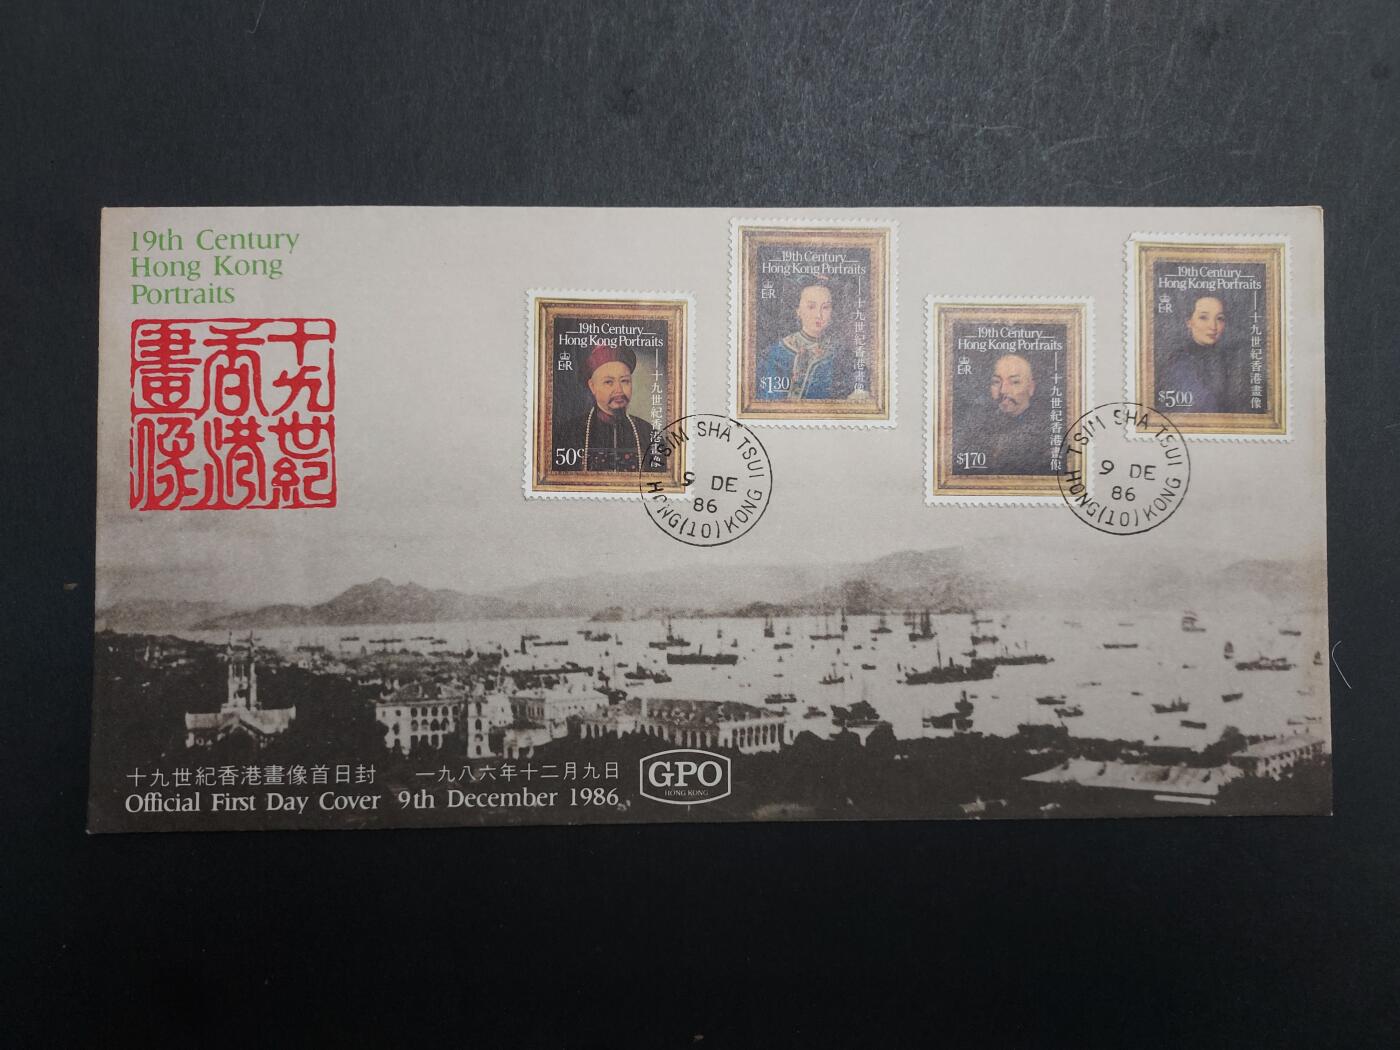 19th Century
Hong Kong
Portraits
十九世紀
香港
畫像
19th Century
Hong Kong Portraits
E II R
十九世紀香港畫像
50c
19th Century
Hong Kong Portraits
E II R
十九世紀香港畫像
$1.30
19th Century
Hong Kong Portraits
E II R
十九世紀香港畫像
$1.70
19th Century
Hong Kong Portraits
E II R
十九世紀香港畫像
$5.00
TSIM SHA TSUI
9 DE
86
HONG (10) KONG
TSIM SHA TSUI
9 DE
86
HONG (10) KONG
十九世紀香港畫像首日封 一九八六年十二月九日
Official First Day Cover 9th December 1986
GPO
HONG KONG